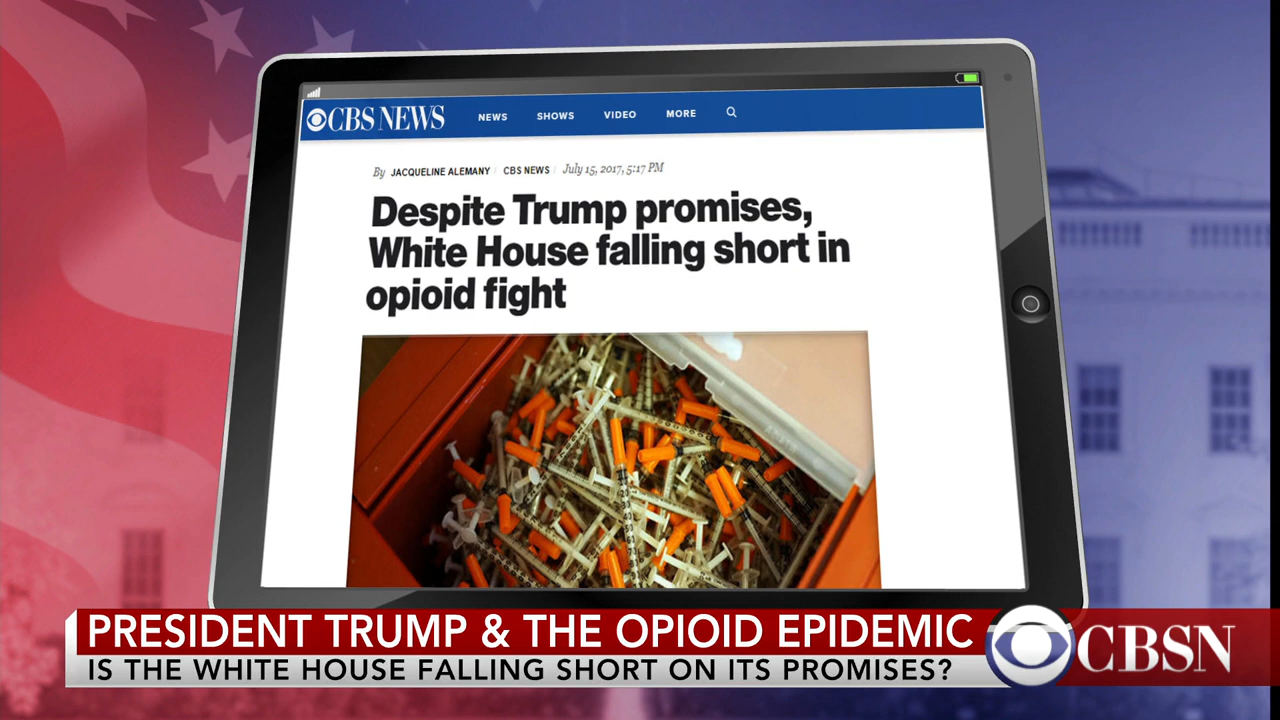 CBS NEWS NEWS SHOWS VIDEO MORE
By JACQUELINE ALEMANY / CBS NEWS / July 15, 2017, 5:17 PM
Despite Trump promises,
White House falling short in
opioid fight
PRESIDENT TRUMP & THE OPIOID EPIDEMIC
IS THE WHITE HOUSE FALLING SHORT ON ITS PROMISES?
CBSN